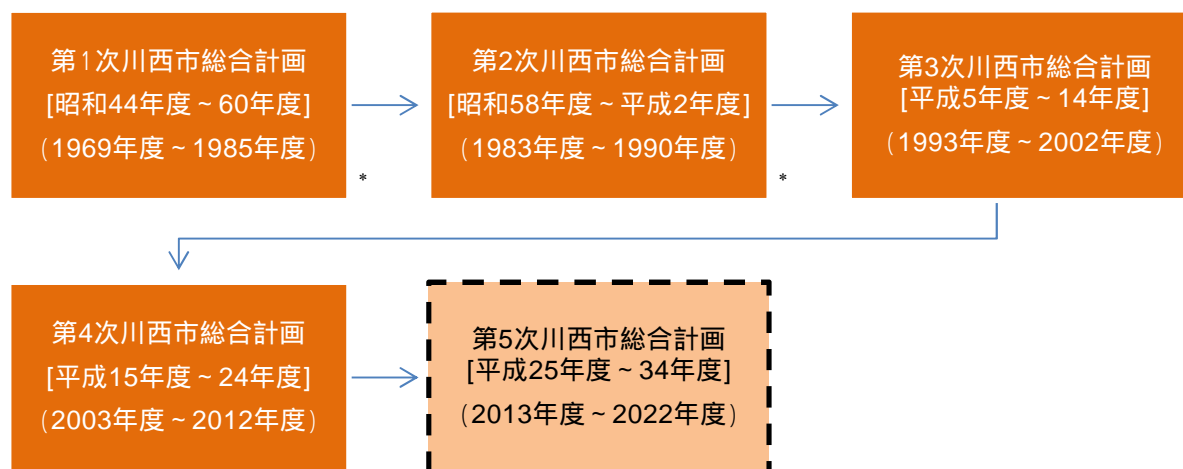 第1次川西市総合計画
[昭和44年度～60年度]
(1969年度～1985年度)
*
第2次川西市総合計画
[昭和58年度～平成2年度]
(1983年度～1990年度)
*
第3次川西市総合計画
[平成5年度～14年度]
(1993年度～2002年度)
第4次川西市総合計画
[平成15年度～24年度]
(2003年度～2012年度)
第5次川西市総合計画
[平成25年度～34年度]
(2013年度～2022年度)